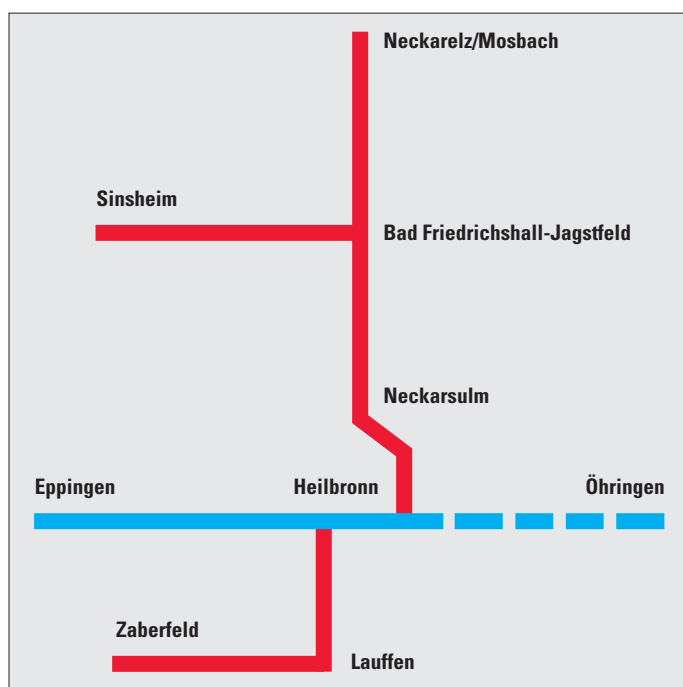 Neckarelz/Mosbach
Sinsheim
Bad Friedrichshall-Jagstfeld
Neckarsulm
Eppingen
Heilbronn
Öhringen
Zaberfeld
Lauffen